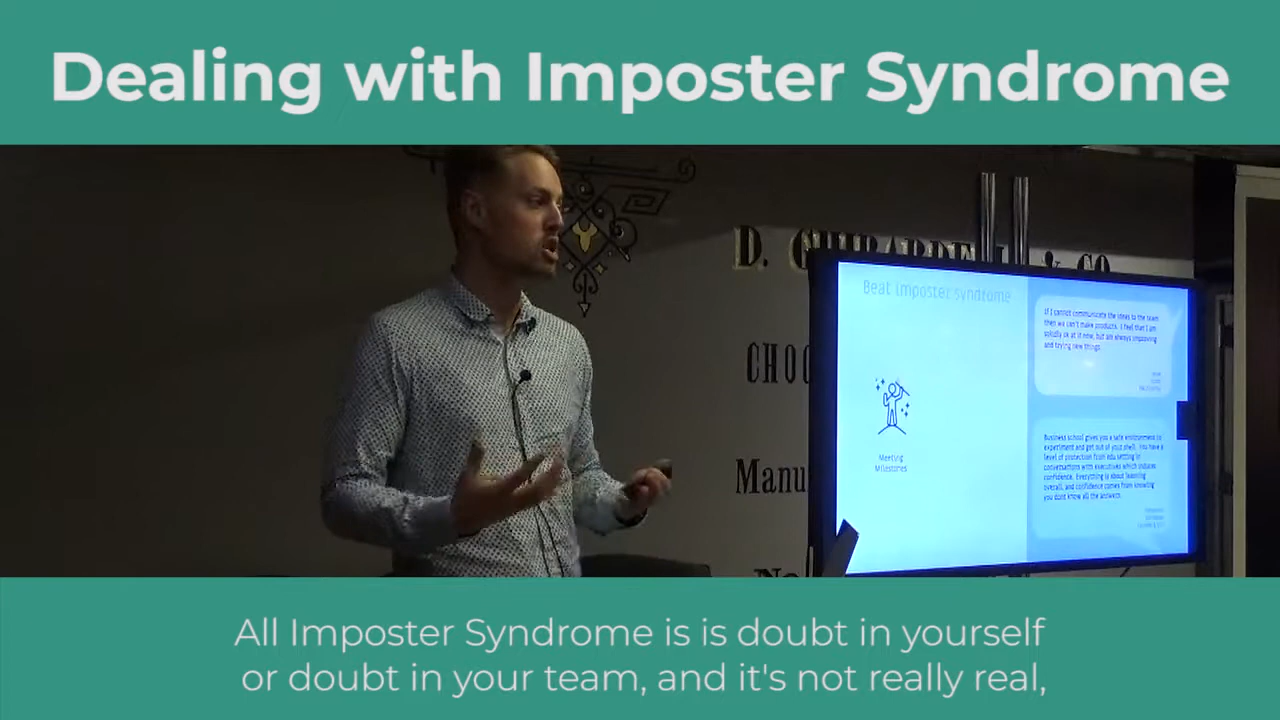 Dealing with Imposter Syndrome
D. GHIRARDELLI & CO
Beat imposter syndrome
If I cannot communicate the ideas to the team
then we can't make products. I feel that I am
solidly ok at it now, but am always improving
and trying new things.
CHOC
Meeting
Milestones
Manu
Business school gives you a safe environment to
experiment and get out of your shell. You have a
level of protection from edu setting in
conversations with executives which induces
confidence. Everything is about learning
overall, and confidence comes from knowing
you dont know all the answers.
All Imposter Syndrome is is doubt in yourself
or doubt in your team, and it's not really real,